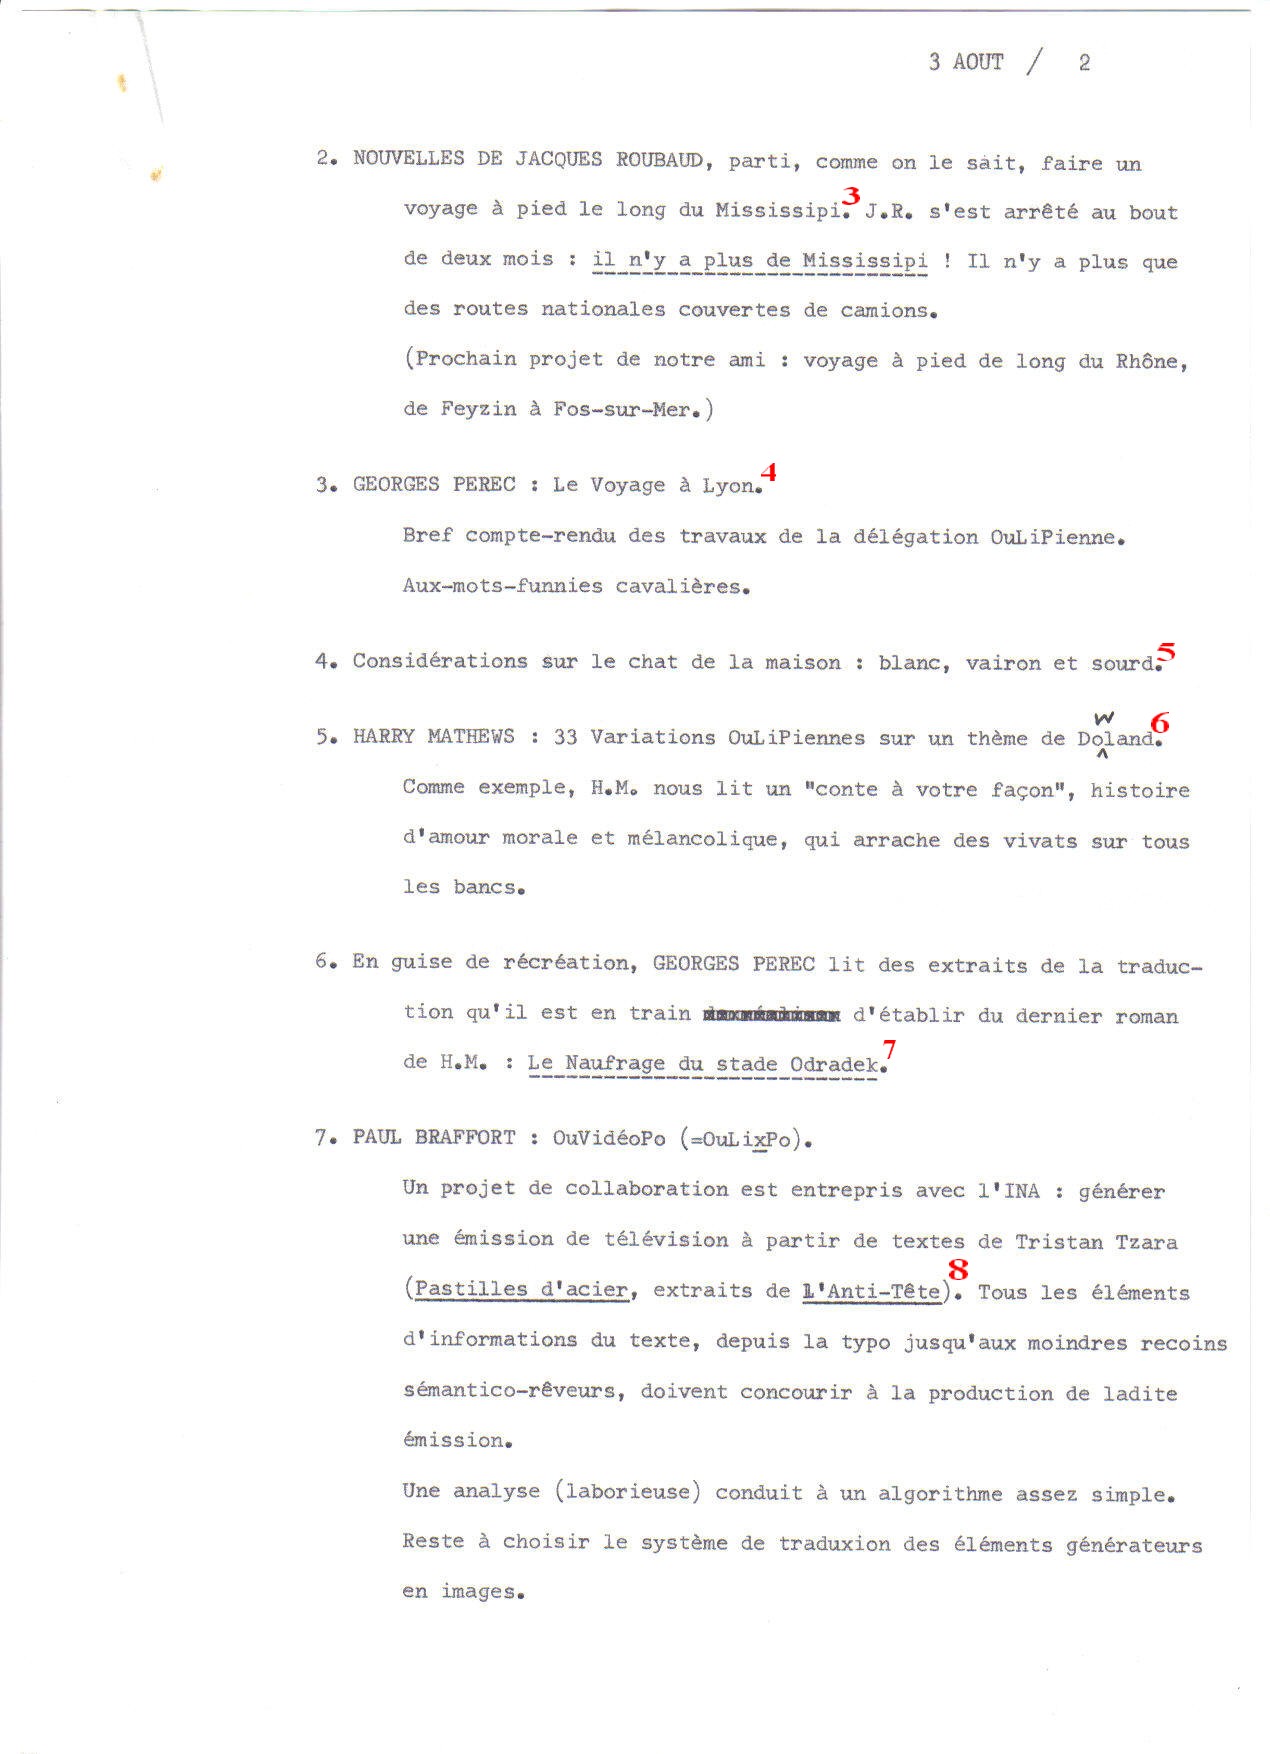 3 AOUT / 2
2. NOUVELLES DE JACQUES ROUBAUD, parti, comme on le sait, faire un
voyage à pied le long du Mississipi.3 J.R. s'est arrêté au bout
de deux mois : il n'y a plus de Mississipi ! Il n'y a plus que
des routes nationales couvertes de camions.
(Prochain projet de notre ami : voyage à pied de long du Rhône,
de Feyzin à Fos-sur-Mer.)
3. GEORGES PEREC : Le Voyage à Lyon.4
Bref compte-rendu des travaux de la délégation OuLiPienne.
Aux-mots-funnies cavalières.
4. Considérations sur le chat de la maison : blanc, vairon et sourd.5
5. HARRY MATHEWS : 33 Variations OuLiPiennes sur un thème de Dowland.6
Comme exemple, H.M. nous lit un "conte à votre façon", histoire
d'amour morale et mélancolique, qui arrache des vivats sur tous
les bancs.
6. En guise de récréation, GEORGES PEREC lit des extraits de la traduc-
tion qu'il est en train d'établir du dernier roman
de H.M. : Le Naufrage du stade Odradek.7
7. PAUL BRAFFORT : OuVidéoPo (=OuLixPo).
Un projet de collaboration est entrepris avec l'INA : générer
une émission de télévision à partir de textes de Tristan Tzara
(Pastilles d'acier, extraits de L'Anti-Tête).8 Tous les éléments
d'informations du texte, depuis la typo jusqu'aux moindres recoins
sémantico-rêveurs, doivent concourir à la production de ladite
émission.
Une analyse (laborieuse) conduit à un algorithme assez simple.
Reste à choisir le système de traduxion des éléments générateurs
en images.